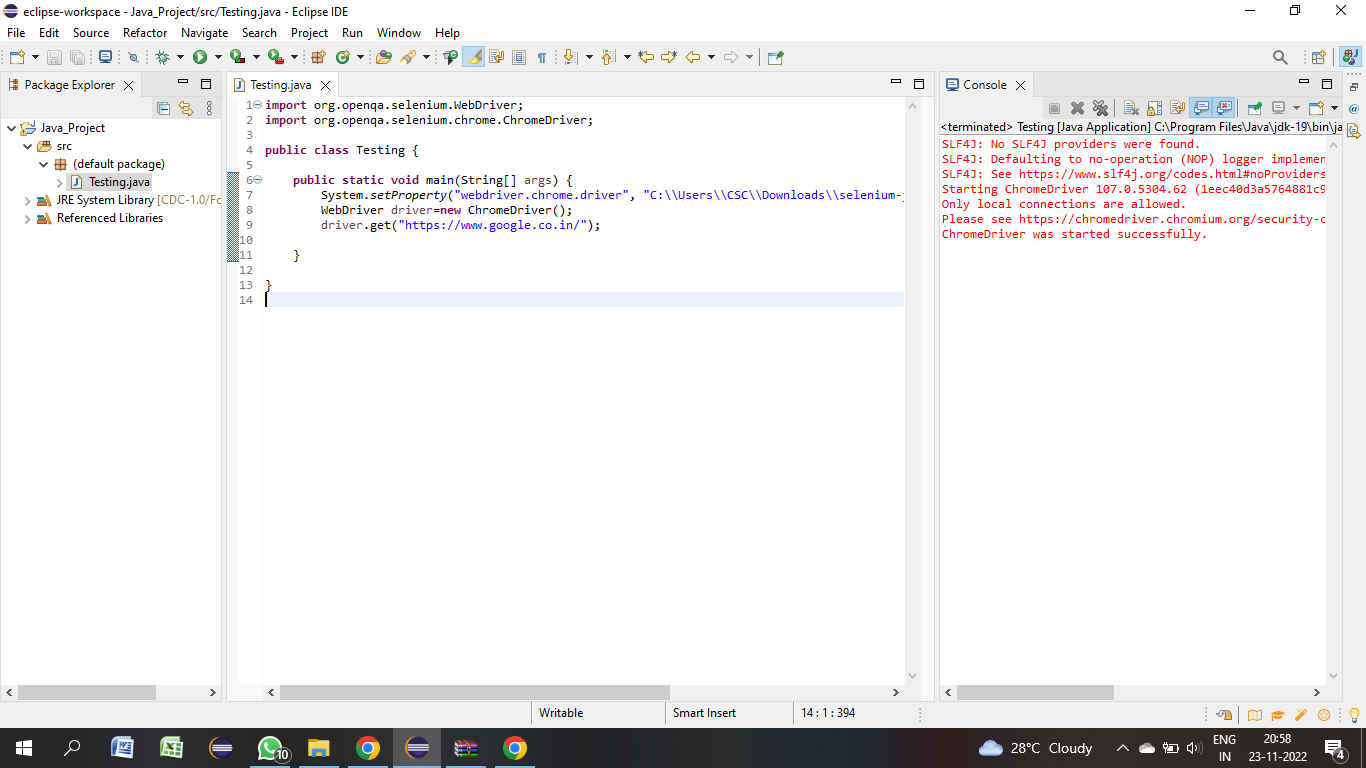 eclipse-workspace - Java_Project/src/Testing.java - Eclipse IDE
File Edit Source Refactor Navigate Search Project Run Window Help
Package Explorer
Java_Project
src
(default package)
Testing.java
JRE System Library [CDC-1.0/Fo
Referenced Libraries
Testing.java
1 import org.openqa.selenium.WebDriver;
2 import org.openqa.selenium.chrome.ChromeDriver;
3
4 public class Testing {
5
6 public static void main(String[] args) {
7 System.setProperty("webdriver.chrome.driver", "C:\\Users\\CSC\\Downloads\\selenium-j
8 WebDriver driver=new ChromeDriver();
9 driver.get("https://www.google.co.in/");
10
11 }
12
13 }
14
Console
<terminated> Testing [Java Application] C:\Program Files\Java\jdk-19\bin\ja
SLF4J: No SLF4J providers were found.
SLF4J: Defaulting to no-operation (NOP) logger implemen
SLF4J: See https://www.slf4j.org/codes.html#noProviders
Starting ChromeDriver 107.0.5304.62 (1eec40d3a5764881c9
Only local connections are allowed.
Please see https://chromedriver.chromium.org/security-c
ChromeDriver was started successfully.
Writable Smart Insert 14 : 1 : 394
10
28°C Cloudy
ENG
IN
20:58
23-11-2022
4